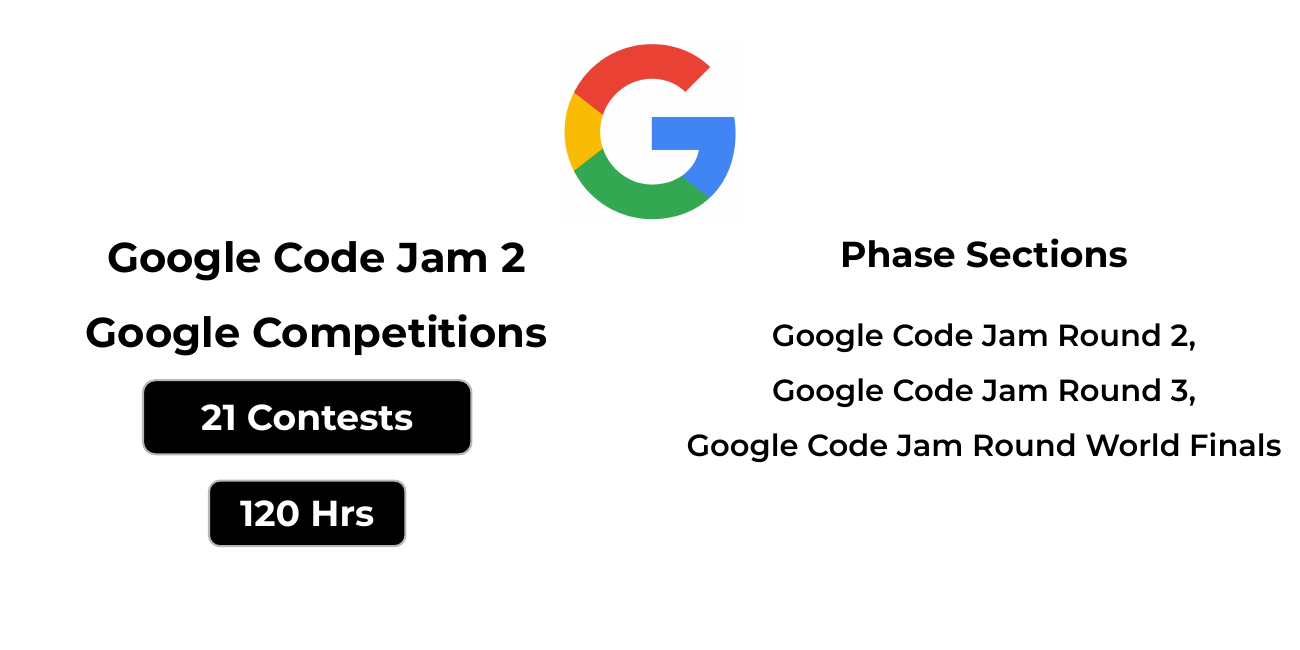 Google Code Jam 2
Google Competitions
21 Contests
120 Hrs
Phase Sections
Google Code Jam Round 2,
Google Code Jam Round 3,
Google Code Jam Round World Finals